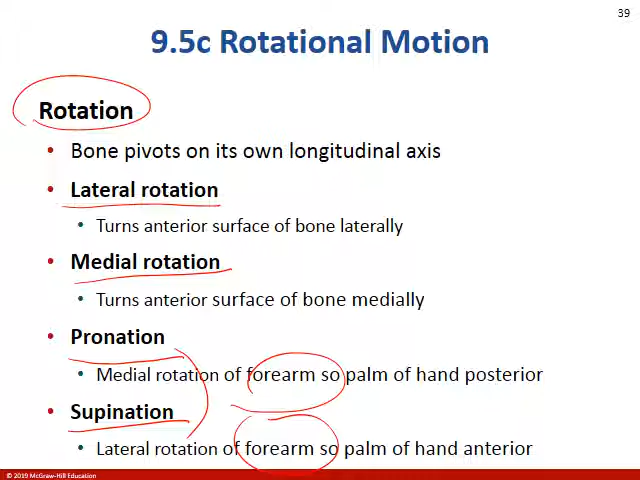 39
9.5c Rotational Motion
Rotation
• Bone pivots on its own longitudinal axis
• Lateral rotation
• Turns anterior surface of bone laterally
• Medial rotation
• Turns anterior surface of bone medially
• Pronation
• Medial rotation of forearm so palm of hand posterior
• Supination
• Lateral rotation of forearm so palm of hand anterior
© 2019 McGraw-Hill Education